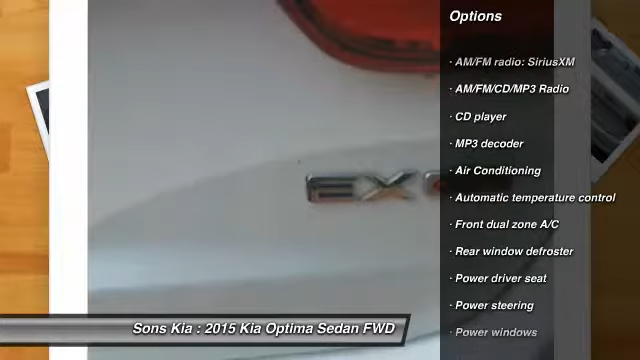 Options
· AM/FM radio: SiriusXM
· AM/FM/CD/MP3 Radio
· CD player
· MP3 decoder
· Air Conditioning
· Automatic temperature control
· Front dual zone A/C
· Rear window defroster
· Power driver seat
· Power steering
· Power windows
EX
Sons Kia : 2015 Kia Optima Sedan FWD